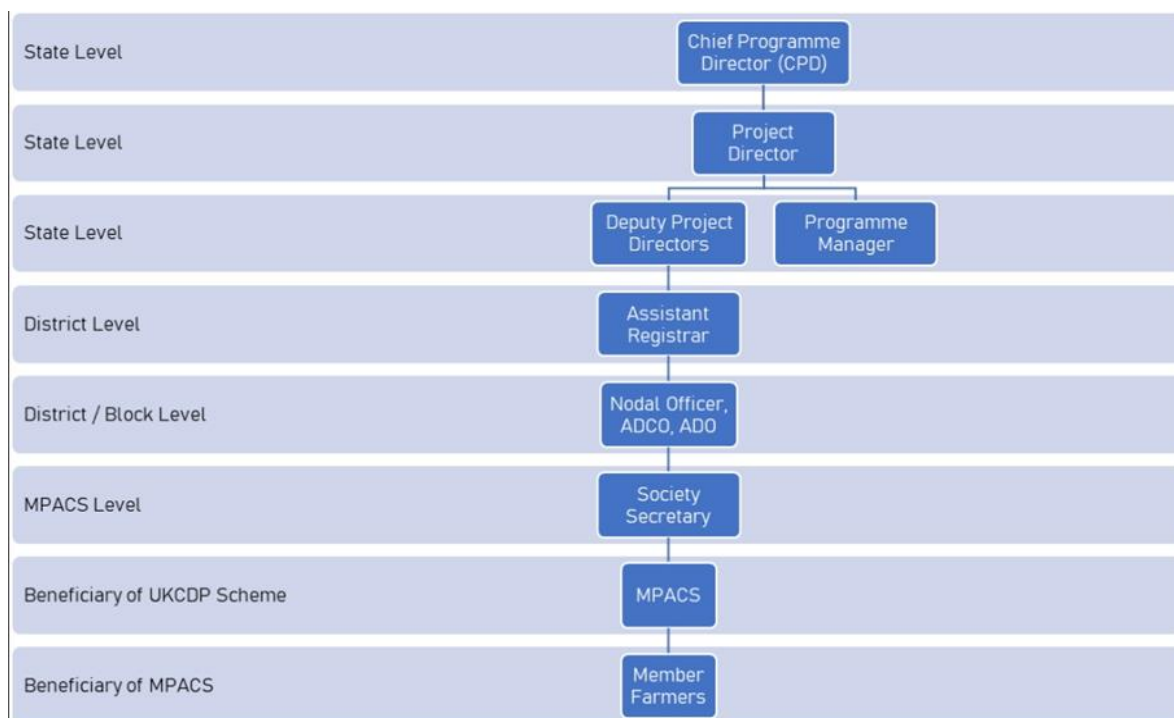 State Level
Chief Programme
Director (CPD)
State Level
Project
Director
State Level
Deputy Project
Directors
Programme
Manager
District Level
Assistant
Registrar
District / Block Level
Nodal Officer,
ADCO, ADO
MPACS Level
Society
Secretary
Beneficiary of UKCDP Scheme
MPACS
Beneficiary of MPACS
Member
Farmers